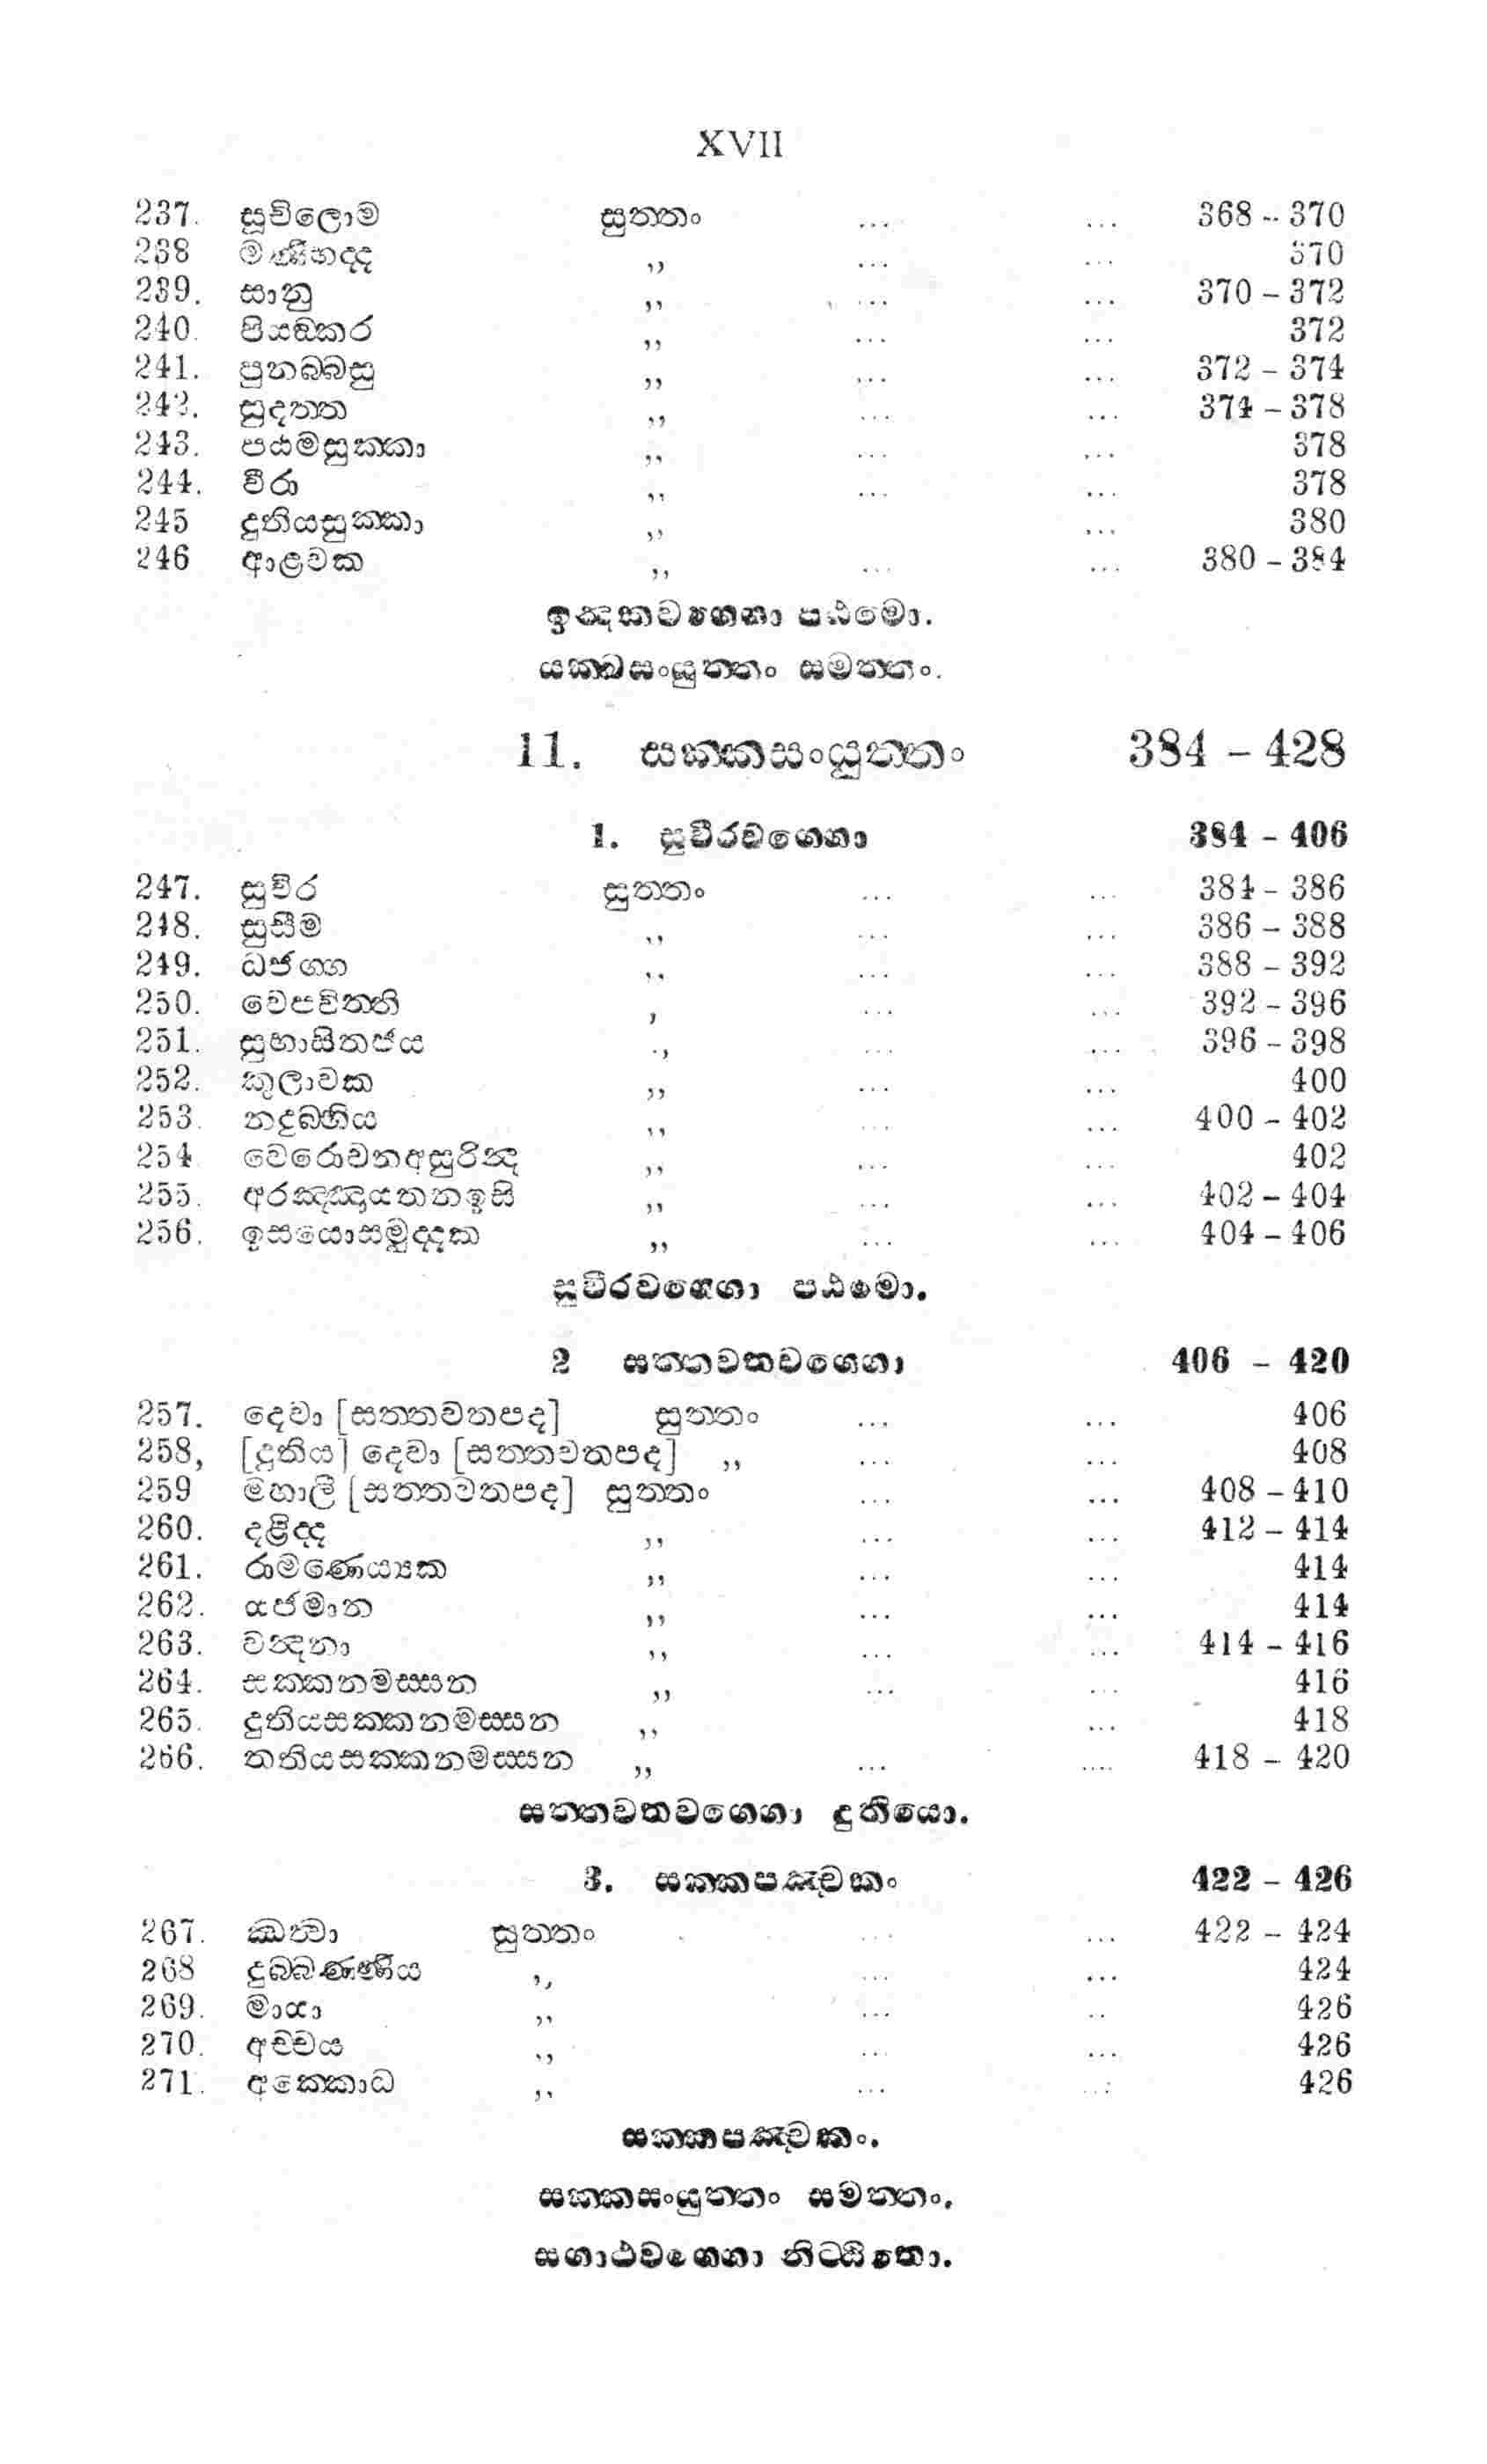 XVII
237. සූචිලොම සුත්තං ... ... 368 - 370
238 මණිභද්ද ,, ... ... 370
239. සානු ,, ... ... 370 - 372
240. පියඞ්කර ,, ... ... 372
241. පුනබ්බසු ,, ... ... 372 - 374
242. සුදත්ත ,, ... ... 374 - 378
243. පඨමසුක්කා ,, ... ... 378
244. චීරා ,, ... ... 378
245 දුතියසුක්කා ,, ... 380
246 ආළවක ,, ... ... 380 - 384
ඉන්දකවග්ගො පඨමො.
යක්ඛසංයුත්තං සමත්තං.
11. සක්කසංයුත්තං 384 - 428
1. සුවීරවග්ගො 384 - 406
247. සුවීර සුත්තං ... ... 384 - 386
248. සුසීම ,, ... ... 386 - 388
249. ධජග්ග ,, ... ... 388 - 392
250. වෙපචිත්ති , ... ... 392 - 396
251. සුභාසිතජය ., ... ... 396 - 398
252. කුලාවක ,, ... ... 400
253. නදුබ්භිය ,, ... ... 400 - 402
254 වෙරොචනඅසුරින්ද ,, ... ... 402
255. අරඤ්ඤායතනඉසි ,, ... ... 402 - 404
256. ඉසයොසමුද්දක ,, ... ... 404 - 406
සුවීරවග්ගො පඨමො.
2 සත්තවතවග්ගො 406 - 420
257. දෙවා [සත්තවතපද] සුත්තං ... ... 406
258, [දුතිය] දෙවා [සත්තවතපද] ,, ... ... 408
259 මහාලි [සත්තවතපද] සුත්තං ... ... 408 - 410
260. දළිද්ද ,, ... ... 412 - 414
261. රාමණෙය්‍යක ,, ... ... 414
262. යජමාන ,, ... ... 414
263. වන්දනා ,, ... ... 414 - 416
264. සක්කනමස්සන ,, ... ... 416
265. දුතියසක්කනමස්සන ,, ... 418
266. තතියසක්කනමස්සන ,, ... .... 418 - 420
සත්තවතවග්ගො දුතියො.
3. සක්කපඤ්චකං 422 - 426
267. ඣත්වා සුත්තං ... ... 422 - 424
268 දුබ්බණ්ණිය ,, ... ... 424
269. මායා ,, ... .. 426
270. අච්චය ,, ... ... 426
271. අක්කොධ ,, ... ... 426
සක්කපඤ්චකං.
සක්කසංයුත්තං සමත්තං.
සගාථවග්ගො නිට්ඨිතො.